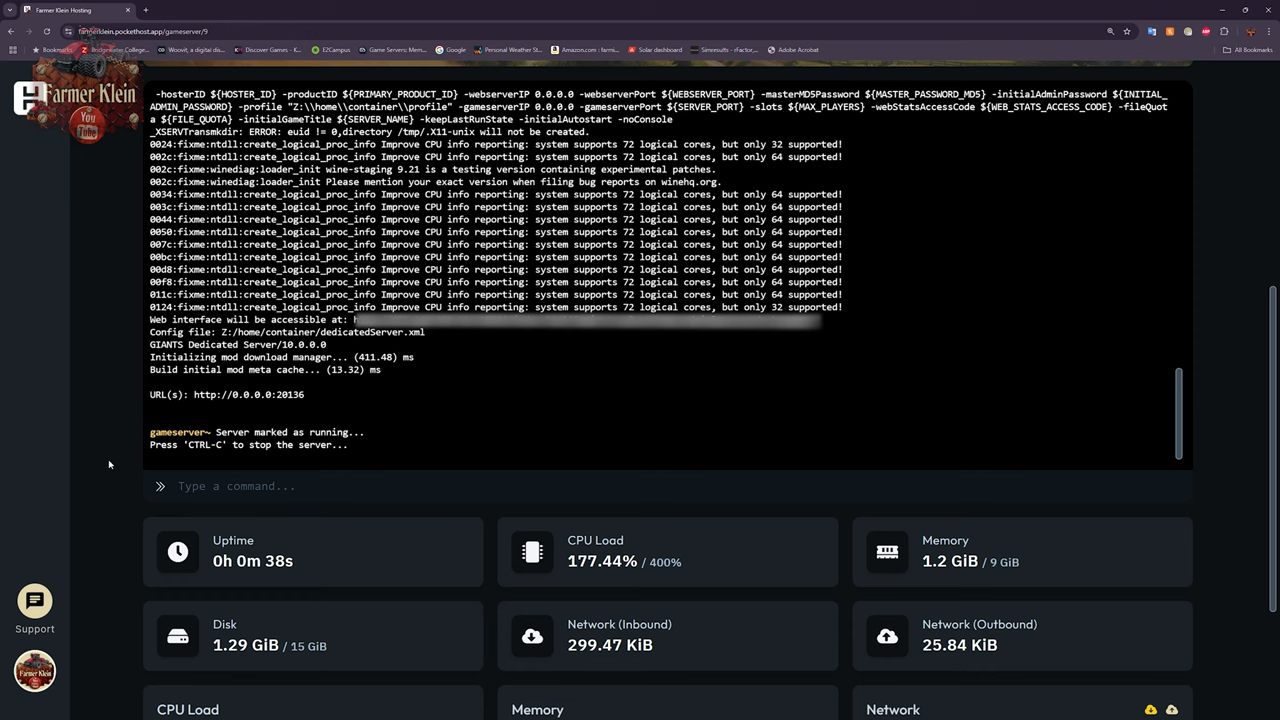 Farmer Klein Hosting
farmerklein.pockethost.app/gameserver/9
Bookmarks
Bridgewater College...
Woovit, a digital dis...
Discover Games - K...
E2Campus
Game Servers: Mem...
Google
Personal Weather St...
Amazon.com : farmi...
Solar dashboard
Simresults - rFactor,...
Adobe Acrobat
All Bookmarks
Farmer Klein
You
Tube
-hosterID ${HOSTER_ID} -productID ${PRIMARY_PRODUCT_ID} -webserverIP 0.0.0.0 -webserverPort ${WEBSERVER_PORT} -masterMD5Password ${MASTER_PASSWORD_MD5} -initialAdminPassword ${INITIAL_
ADMIN_PASSWORD} -profile "Z:\\home\\container\\profile" -gameserverIP 0.0.0.0 -gameserverPort ${SERVER_PORT} -slots ${MAX_PLAYERS} -webStatsAccessCode ${WEB_STATS_ACCESS_CODE} -fileQuot
a ${FILE_QUOTA} -initialGameTitle ${SERVER_NAME} -keepLastRunState -initialAutostart -noConsole
_XSERVTransmkdir: ERROR: euid != 0,directory /tmp/.X11-unix will not be created.
0024:fixme:ntdll:create_logical_proc_info Improve CPU info reporting: system supports 72 logical cores, but only 32 supported!
002c:fixme:ntdll:create_logical_proc_info Improve CPU info reporting: system supports 72 logical cores, but only 64 supported!
002c:fixme:winediag:loader_init wine-staging 9.21 is a testing version containing experimental patches.
002c:fixme:winediag:loader_init Please mention your exact version when filing bug reports on winehq.org.
0034:fixme:ntdll:create_logical_proc_info Improve CPU info reporting: system supports 72 logical cores, but only 64 supported!
003c:fixme:ntdll:create_logical_proc_info Improve CPU info reporting: system supports 72 logical cores, but only 64 supported!
0044:fixme:ntdll:create_logical_proc_info Improve CPU info reporting: system supports 72 logical cores, but only 64 supported!
0050:fixme:ntdll:create_logical_proc_info Improve CPU info reporting: system supports 72 logical cores, but only 64 supported!
007c:fixme:ntdll:create_logical_proc_info Improve CPU info reporting: system supports 72 logical cores, but only 64 supported!
00bc:fixme:ntdll:create_logical_proc_info Improve CPU info reporting: system supports 72 logical cores, but only 64 supported!
00d8:fixme:ntdll:create_logical_proc_info Improve CPU info reporting: system supports 72 logical cores, but only 64 supported!
00f8:fixme:ntdll:create_logical_proc_info Improve CPU info reporting: system supports 72 logical cores, but only 64 supported!
011c:fixme:ntdll:create_logical_proc_info Improve CPU info reporting: system supports 72 logical cores, but only 64 supported!
0124:fixme:ntdll:create_logical_proc_info Improve CPU info reporting: system supports 72 logical cores, but only 32 supported!
Web interface will be accessible at:
Config file: Z:/home/container/dedicatedServer.xml
GIANTS Dedicated Server/10.0.0.0
Initializing mod download manager... (411.48) ms
Build initial mod meta cache... (13.32) ms
URL(s): http://0.0.0.0:20136
gameserver~ Server marked as running...
Press 'CTRL-C' to stop the server...
Type a command...
Uptime
0h 0m 38s
CPU Load
177.44% / 400%
Memory
1.2 GiB / 9 GiB
Disk
1.29 GiB / 15 GiB
Network (Inbound)
299.47 KiB
Network (Outbound)
25.84 KiB
Support
Farmer Klein
CPU Load
Memory
Network